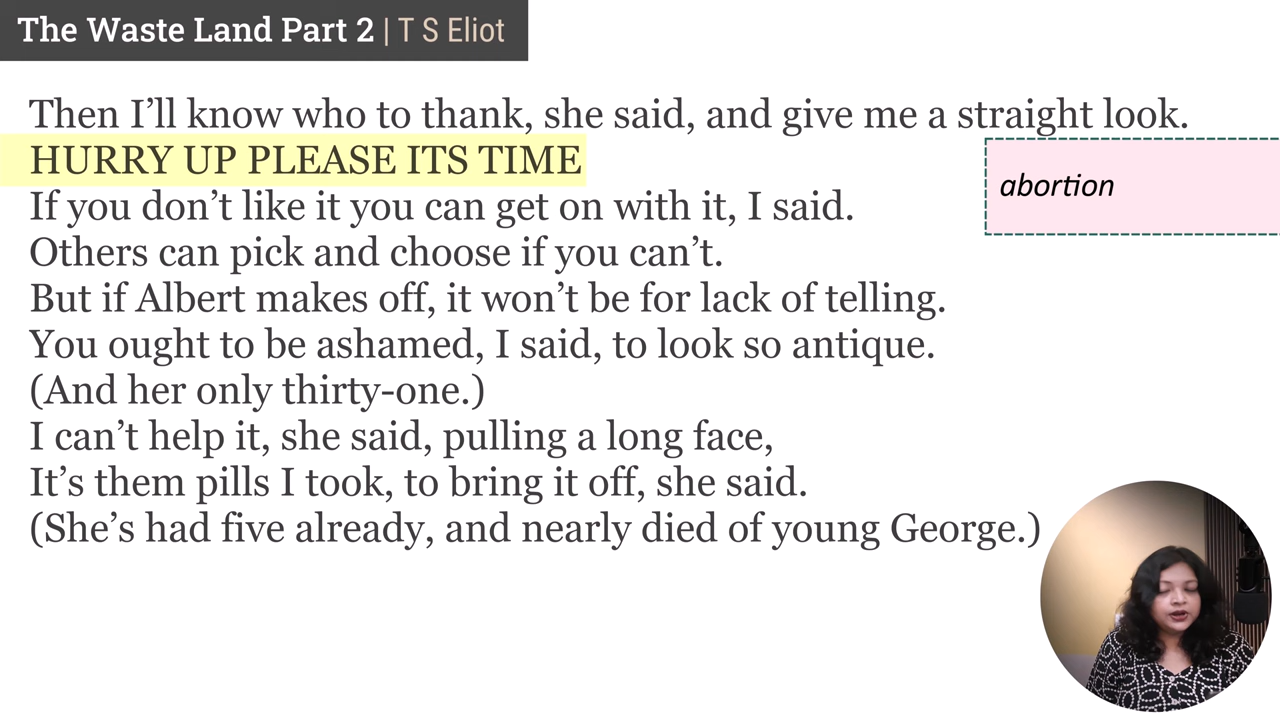 The Waste Land Part 2 | T S Eliot
Then I’ll know who to thank, she said, and give me a straight look.
HURRY UP PLEASE ITS TIME
abortion
If you don’t like it you can get on with it, I said.
Others can pick and choose if you can’t.
But if Albert makes off, it won’t be for lack of telling.
You ought to be ashamed, I said, to look so antique.
(And her only thirty-one.)
I can’t help it, she said, pulling a long face,
It’s them pills I took, to bring it off, she said.
(She’s had five already, and nearly died of young George.)